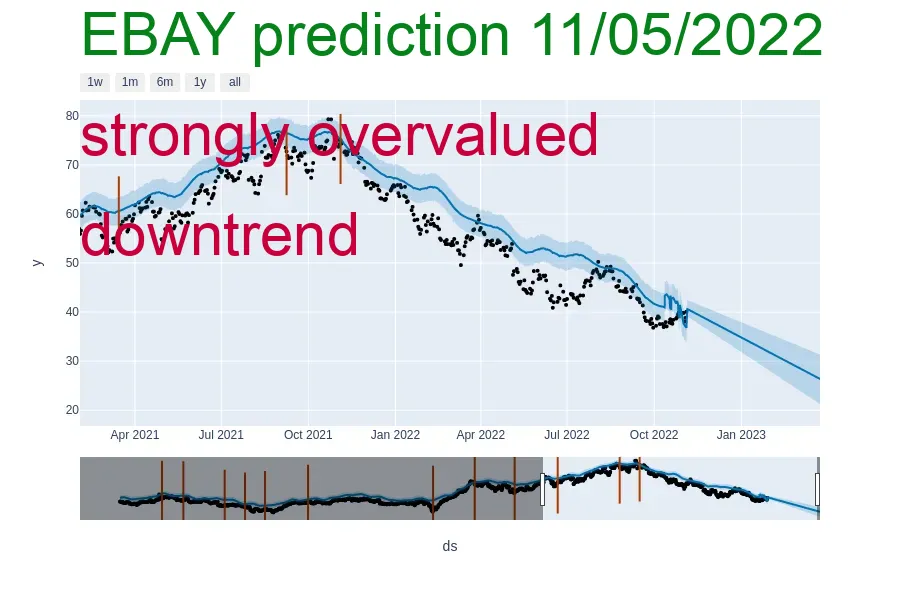 EBAY prediction 11/05/2022
1w 1m 6m 1y all
strongly overvalued
downtrend
80
70
60
50
40
30
20
y
Apr 2021 Jul 2021 Oct 2021 Jan 2022 Apr 2022 Jul 2022 Oct 2022 Jan 2023
ds